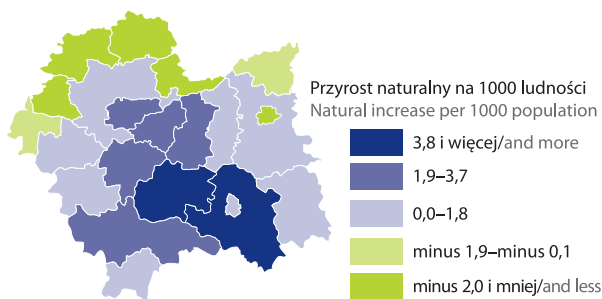 Przyrost naturalny na 1000 ludności
Natural increase per 1000 population
3,8 i więcej/and more
1,9–3,7
0,0–1,8
minus 1,9–minus 0,1
minus 2,0 i mniej/and less